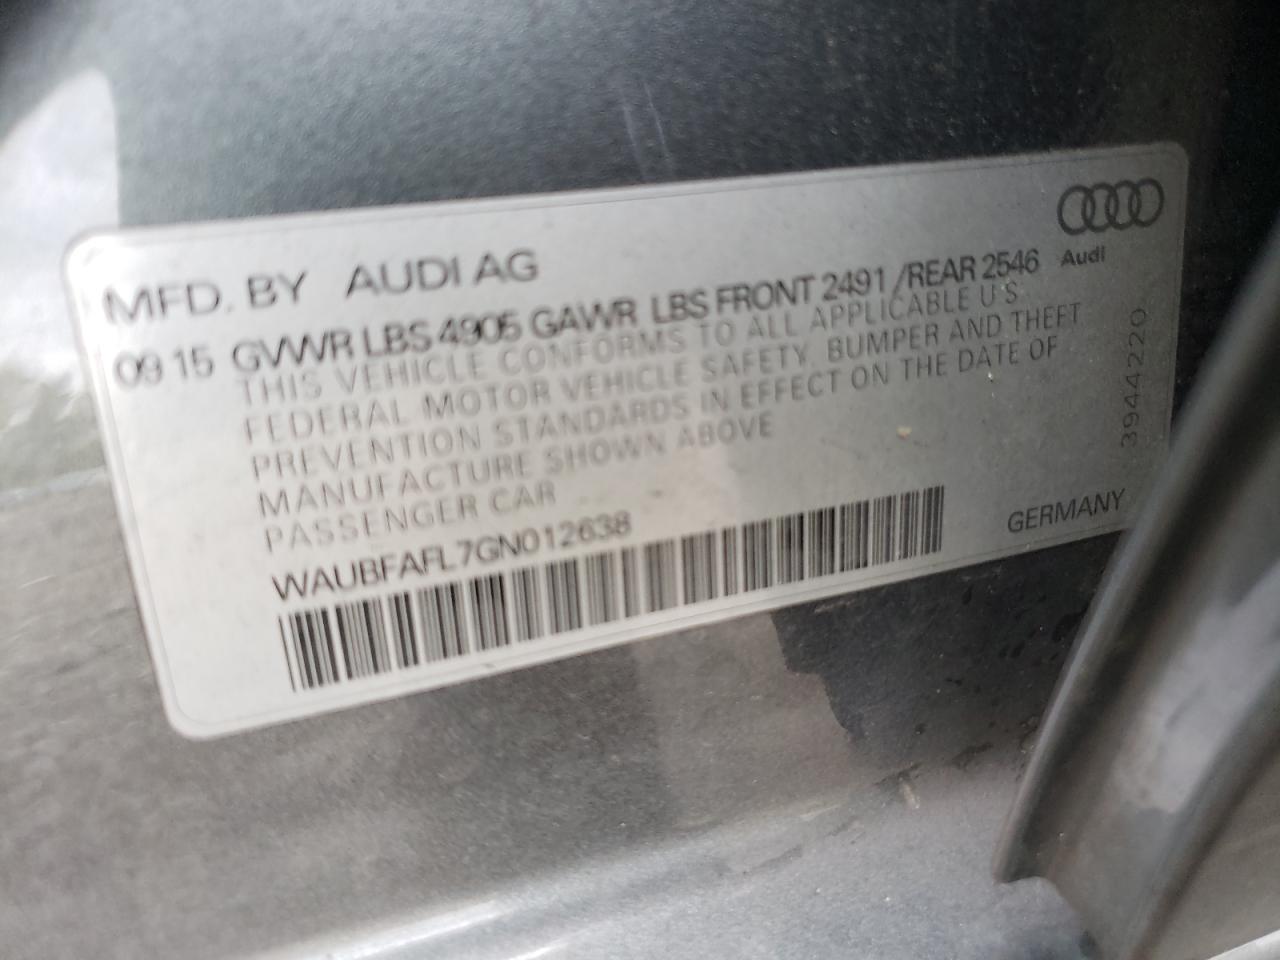 MFD. BY AUDI AG
09 15 GVWR LBS 4905 GAWR LBS FRONT 2491 /REAR 2546
Audi
THIS VEHICLE CONFORMS TO ALL APPLICABLE U S
FEDERAL MOTOR VEHICLE SAFETY, BUMPER AND THEFT
PREVENTION STANDARDS IN EFFECT ON THE DATE OF
MANUFACTURE SHOWN ABOVE
PASSENGER CAR
WAUBFAFL7GN012638
GERMANY
3944220